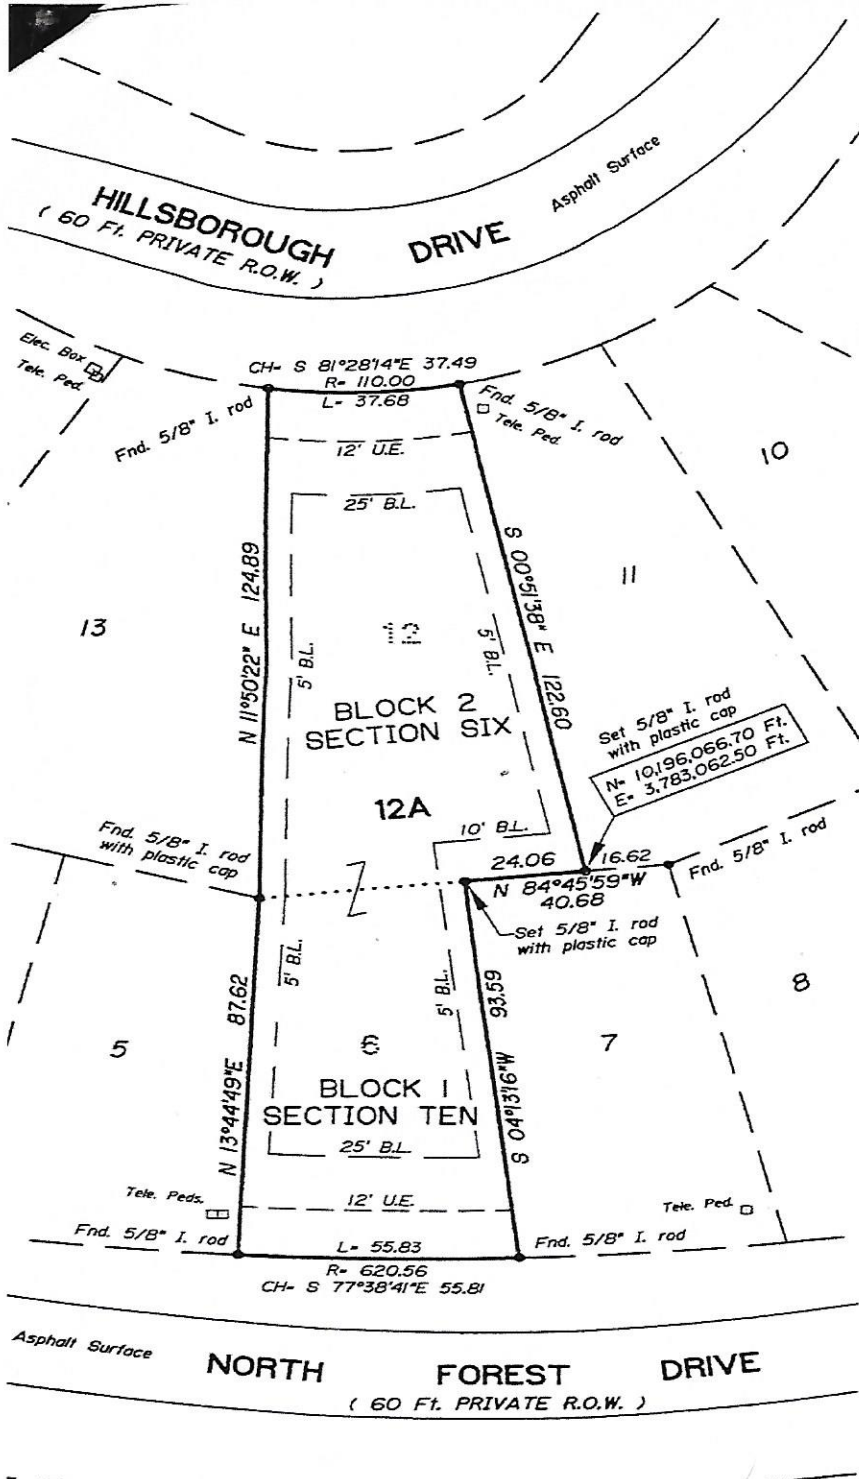 HILLSBOROUGH DRIVE
Asphalt Surface
( 60 Ft. PRIVATE R.O.W. )
Elec. Box
Tele. Ped.
CH- S 81°28'14"E 37.49
R- 110.00
L- 37.68
Fnd. 5/8" I. rod
Fnd. 5/8" I. rod
Tele. Ped.
12' U.E.
25' B.L.
10
11
13
N 11°50'22" E 124.89
S 00°51'38" E 122.60
5' B.L.
12
5' B.L.
BLOCK 2
SECTION SIX
Set 5/8" I. rod
with plastic cap
N- 10,196,066.70 Ft.
E- 3,783,062.50 Ft.
12A
10' B.L.
Fnd. 5/8" I. rod
with plastic cap
24.06
16.62
Fnd. 5/8" I. rod
N 84°45'59"W
40.68
Set 5/8" I. rod
with plastic cap
5' B.L.
5' B.L.
N 13°44'49"E 87.62
S 04°13'16"W 93.59
5
6
7
8
BLOCK 1
SECTION TEN
25' B.L.
12' U.E.
Tele. Peds.
Tele. Ped.
Fnd. 5/8" I. rod
L- 55.83
Fnd. 5/8" I. rod
R- 620.56
CH- S 77°38'41"E 55.81
Asphalt Surface
NORTH FOREST DRIVE
( 60 Ft. PRIVATE R.O.W. )